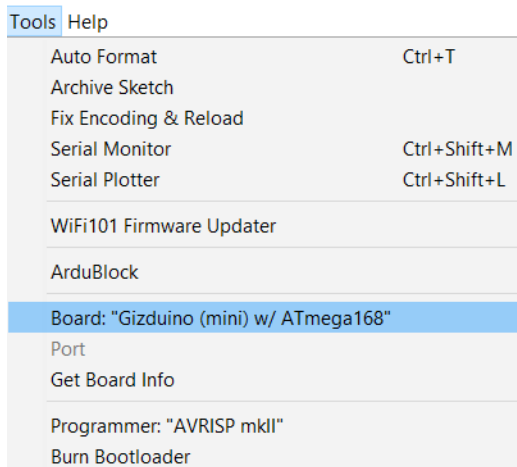 Tools Help
Auto Format Ctrl+T
Archive Sketch
Fix Encoding & Reload
Serial Monitor Ctrl+Shift+M
Serial Plotter Ctrl+Shift+L
WiFi101 Firmware Updater
ArduBlock
Board: "Gizduino (mini) w/ ATmega168"
Port
Get Board Info
Programmer: "AVRISP mkII"
Burn Bootloader